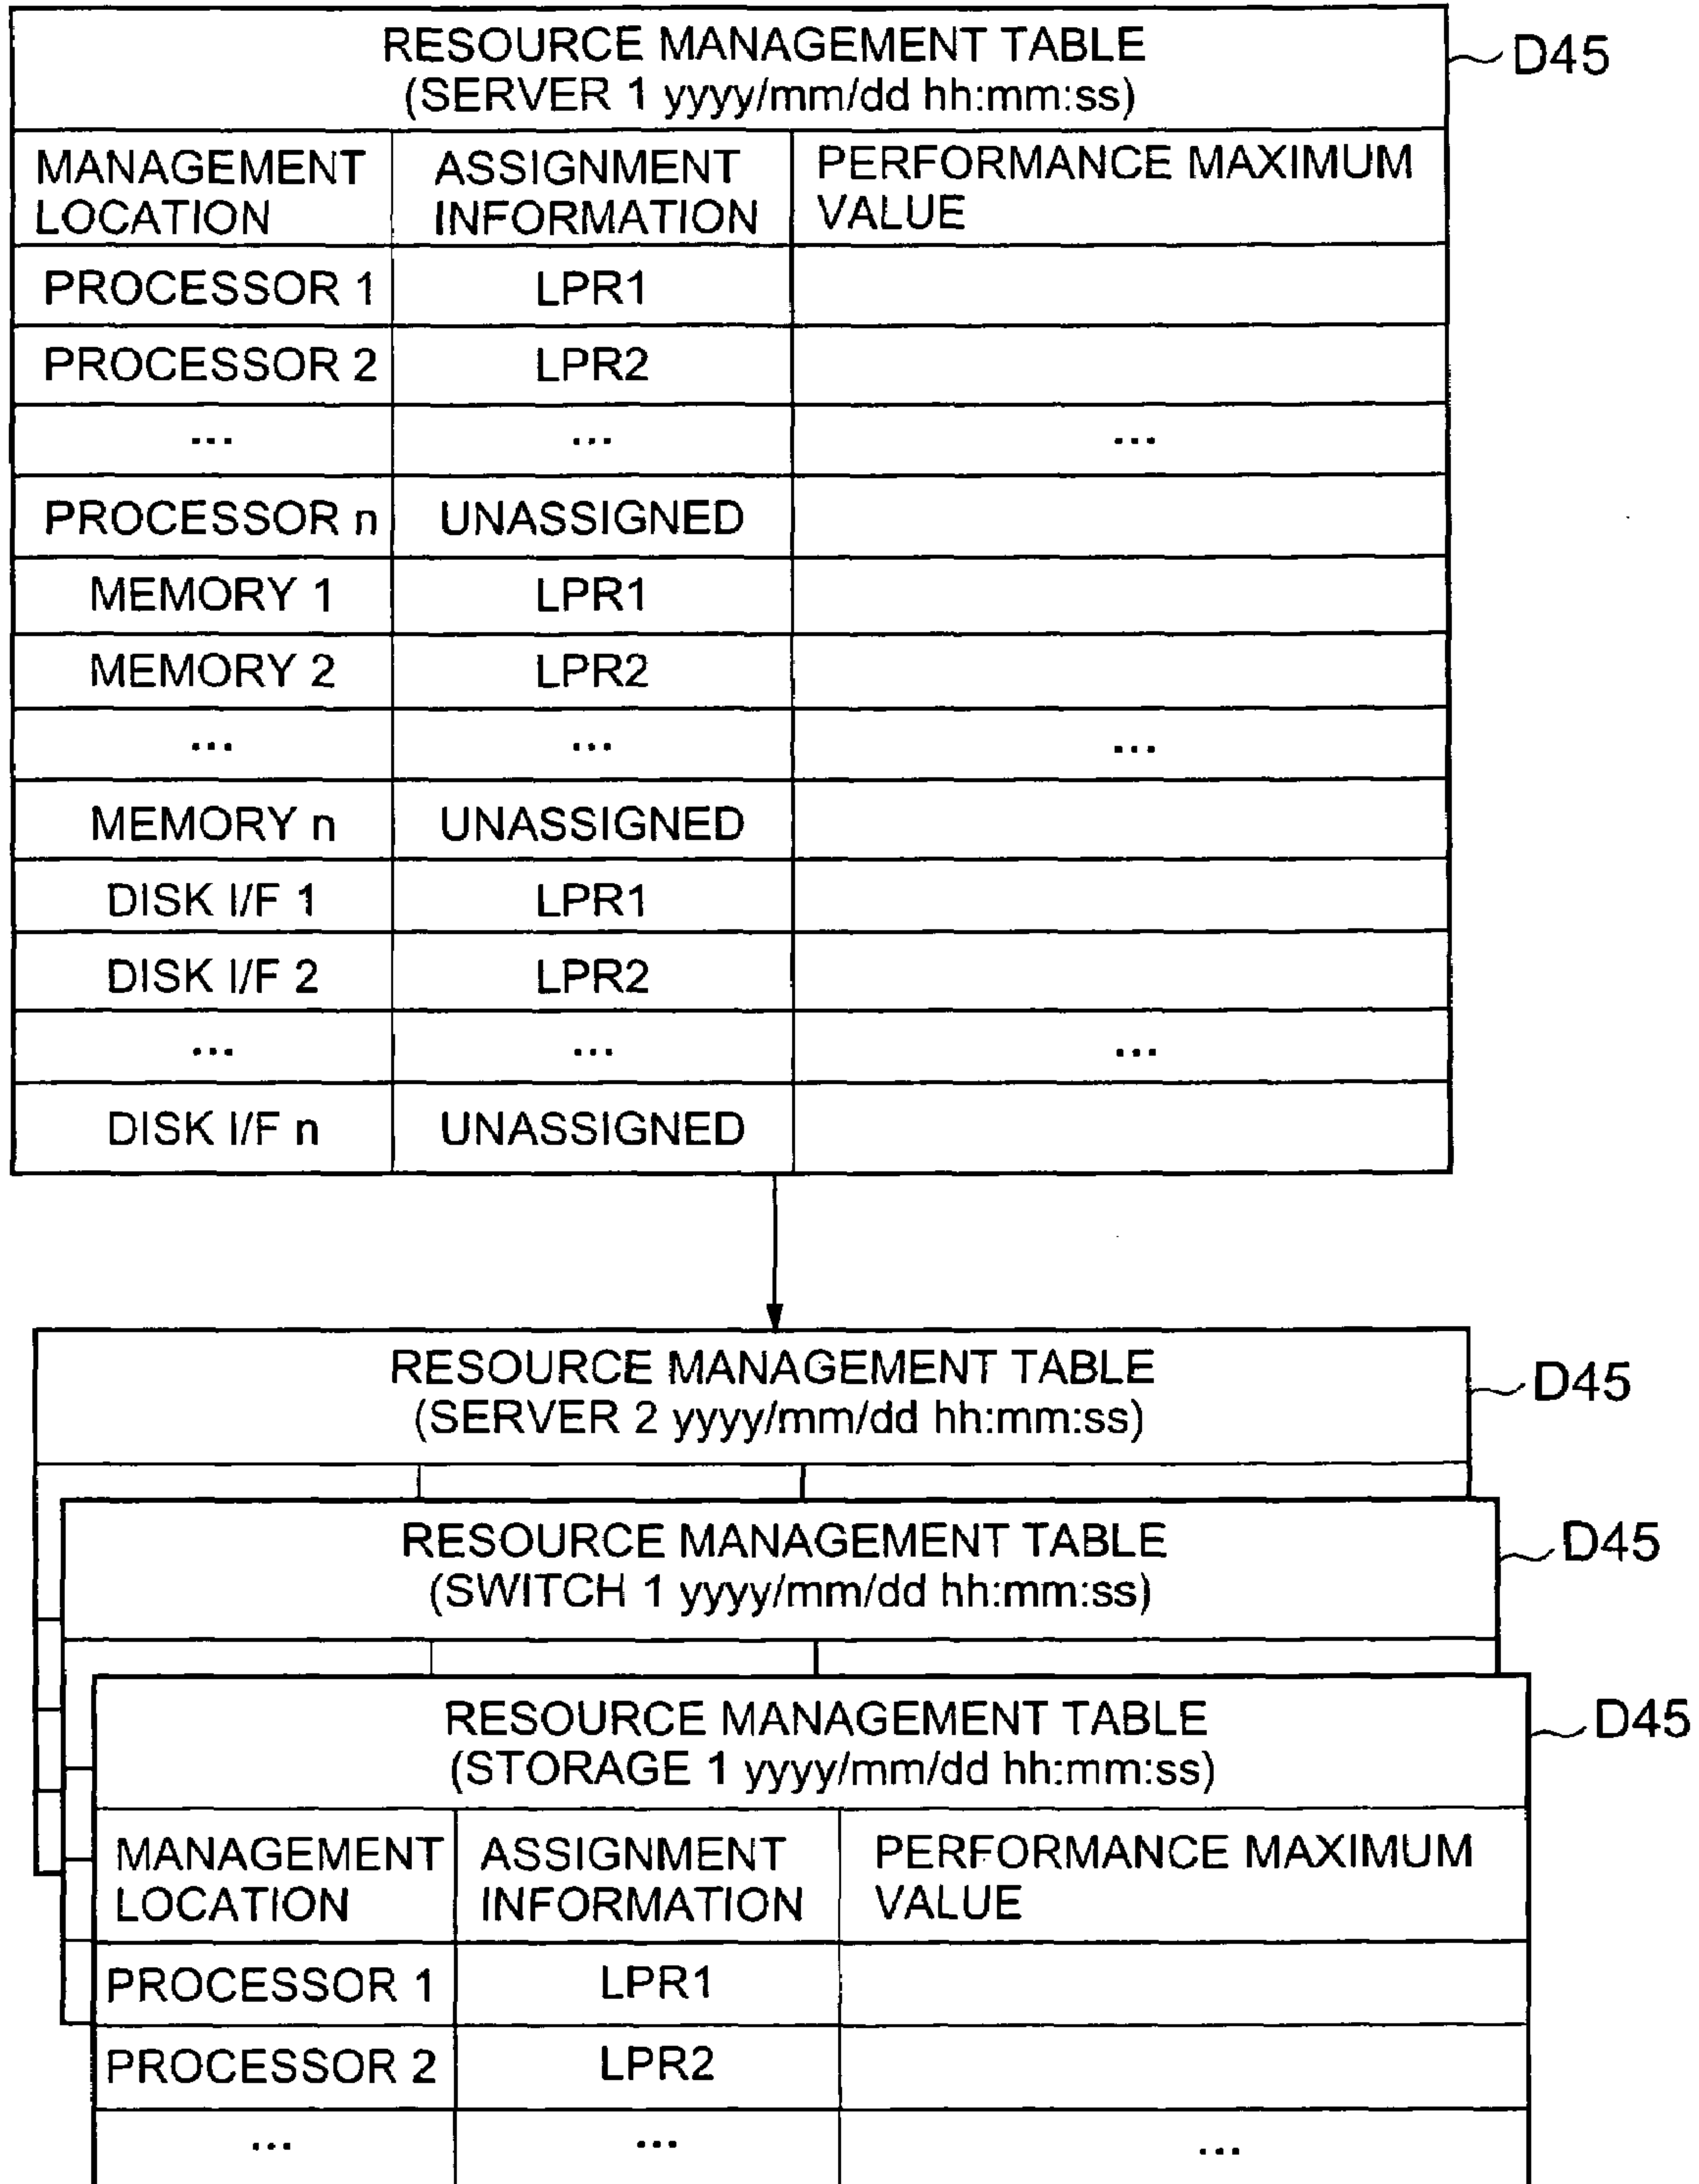 RESOURCE MANAGEMENT TABLE
(SERVER 1 yyyy/mm/dd hh:mm:ss)
D45
MANAGEMENT LOCATION ASSIGNMENT INFORMATION PERFORMANCE MAXIMUM VALUE
PROCESSOR 1 LPR1
PROCESSOR 2 LPR2
... ... ...
PROCESSOR n UNASSIGNED
MEMORY 1 LPR1
MEMORY 2 LPR2
... ... ...
MEMORY n UNASSIGNED
DISK I/F 1 LPR1
DISK I/F 2 LPR2
... ... ...
DISK I/F n UNASSIGNED
RESOURCE MANAGEMENT TABLE
(SERVER 2 yyyy/mm/dd hh:mm:ss)
D45
RESOURCE MANAGEMENT TABLE
(SWITCH 1 yyyy/mm/dd hh:mm:ss)
D45
RESOURCE MANAGEMENT TABLE
(STORAGE 1 yyyy/mm/dd hh:mm:ss)
D45
MANAGEMENT LOCATION ASSIGNMENT INFORMATION PERFORMANCE MAXIMUM VALUE
PROCESSOR 1 LPR1
PROCESSOR 2 LPR2
... ... ...